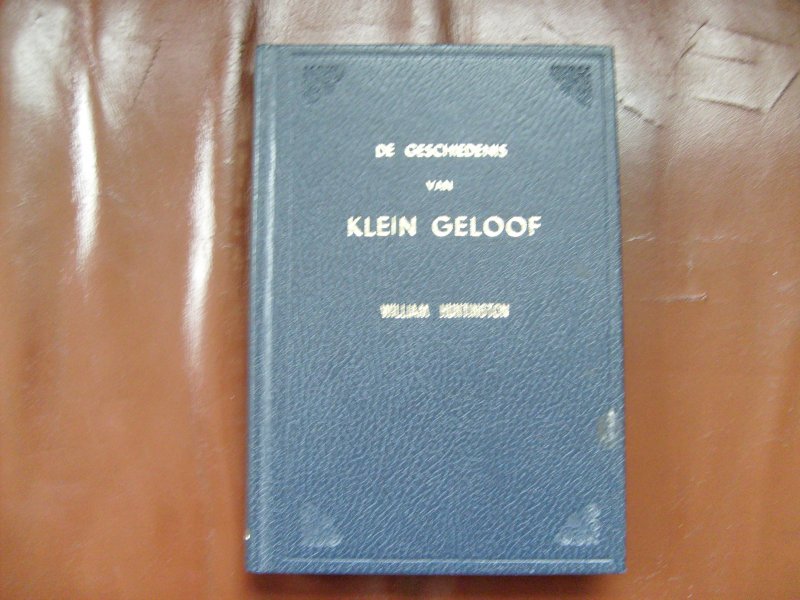 DE GESCHIEDENIS
VAN
KLEIN GELOOF
WILLIAM HUNTINGTON